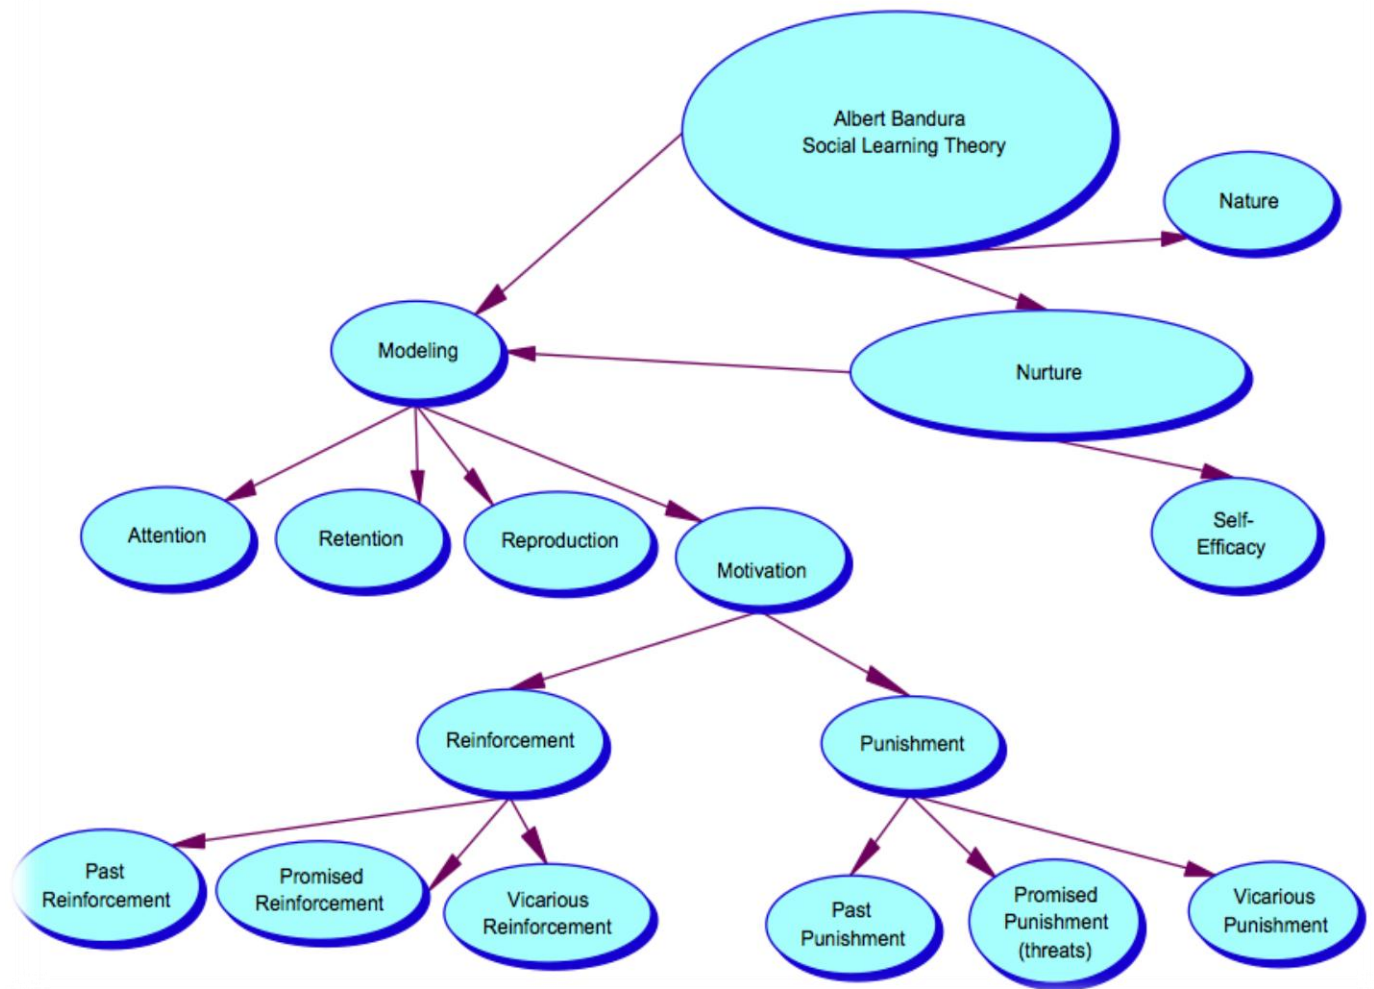 Albert Bandura
Social Learning Theory
Nature
Modeling
Nurture
Attention
Retention
Reproduction
Motivation
Self-
Efficacy
Reinforcement
Punishment
Past
Reinforcement
Promised
Reinforcement
Vicarious
Reinforcement
Past
Punishment
Promised
Punishment
(threats)
Vicarious
Punishment